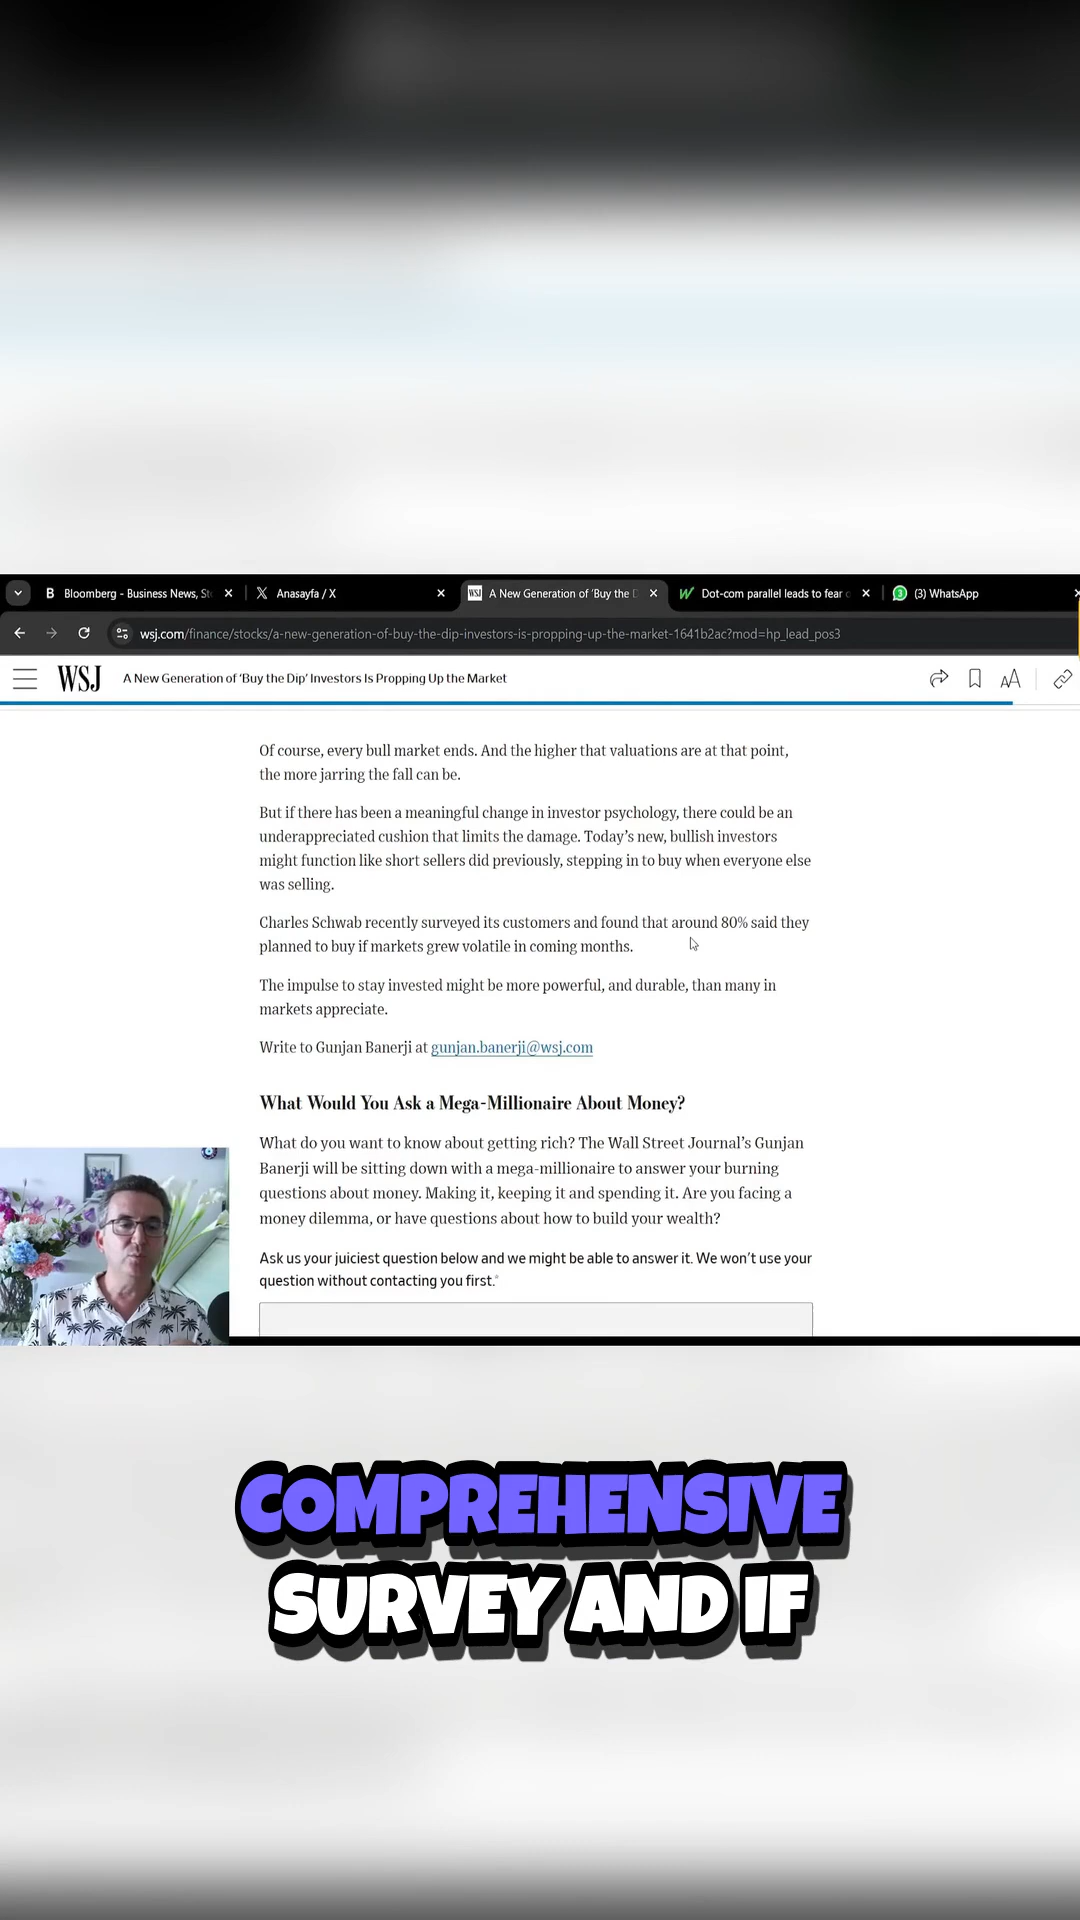 Bloomberg - Business News, St
Anasayfa / X
A New Generation of 'Buy the D
Dot-com parallel leads to fear o
(3) WhatsApp
wsj.com/finance/stocks/a-new-generation-of-buy-the-dip-investors-is-propping-up-the-market-1641b2ac?mod=hp_lead_pos3
WSJ
A New Generation of 'Buy the Dip' Investors Is Propping Up the Market
Of course, every bull market ends. And the higher that valuations are at that point,
the more jarring the fall can be.
But if there has been a meaningful change in investor psychology, there could be an
underappreciated cushion that limits the damage. Today's new, bullish investors
might function like short sellers did previously, stepping in to buy when everyone else
was selling.
Charles Schwab recently surveyed its customers and found that around 80% said they
planned to buy if markets grew volatile in coming months.
The impulse to stay invested might be more powerful, and durable, than many in
markets appreciate.
Write to Gunjan Banerji at gunjan.banerji@wsj.com
What Would You Ask a Mega-Millionaire About Money?
What do you want to know about getting rich? The Wall Street Journal's Gunjan
Banerji will be sitting down with a mega-millionaire to answer your burning
questions about money. Making it, keeping it and spending it. Are you facing a
money dilemma, or have questions about how to build your wealth?
Ask us your juiciest question below and we might be able to answer it. We won't use your
question without contacting you first.*
COMPREHENSIVE
SURVEY AND IF